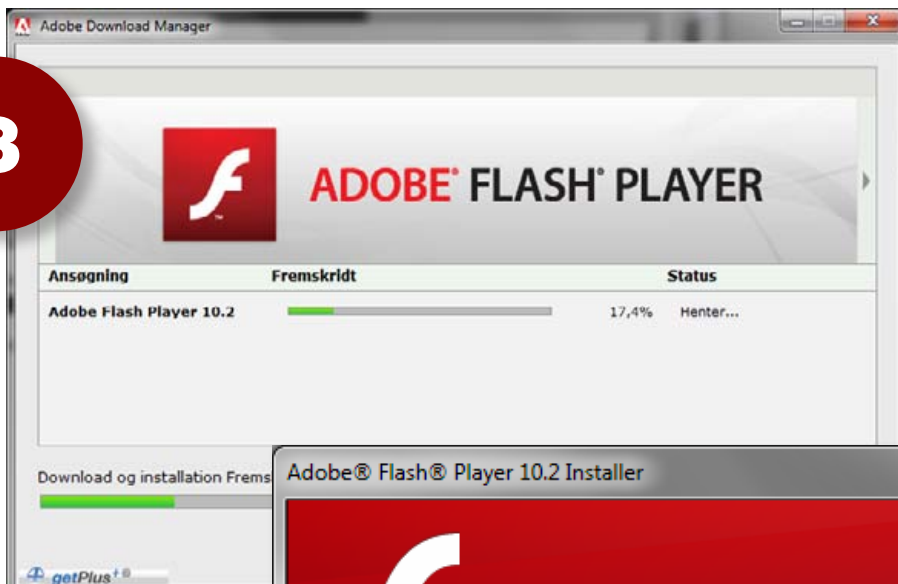 Adobe Download Manager
3
ADOBE® FLASH® PLAYER
Ansøgning Fremskridt Status
Adobe Flash Player 10.2 17,4% Henter...
Download og installation Frems
Adobe® Flash® Player 10.2 Installer
getPlus+®